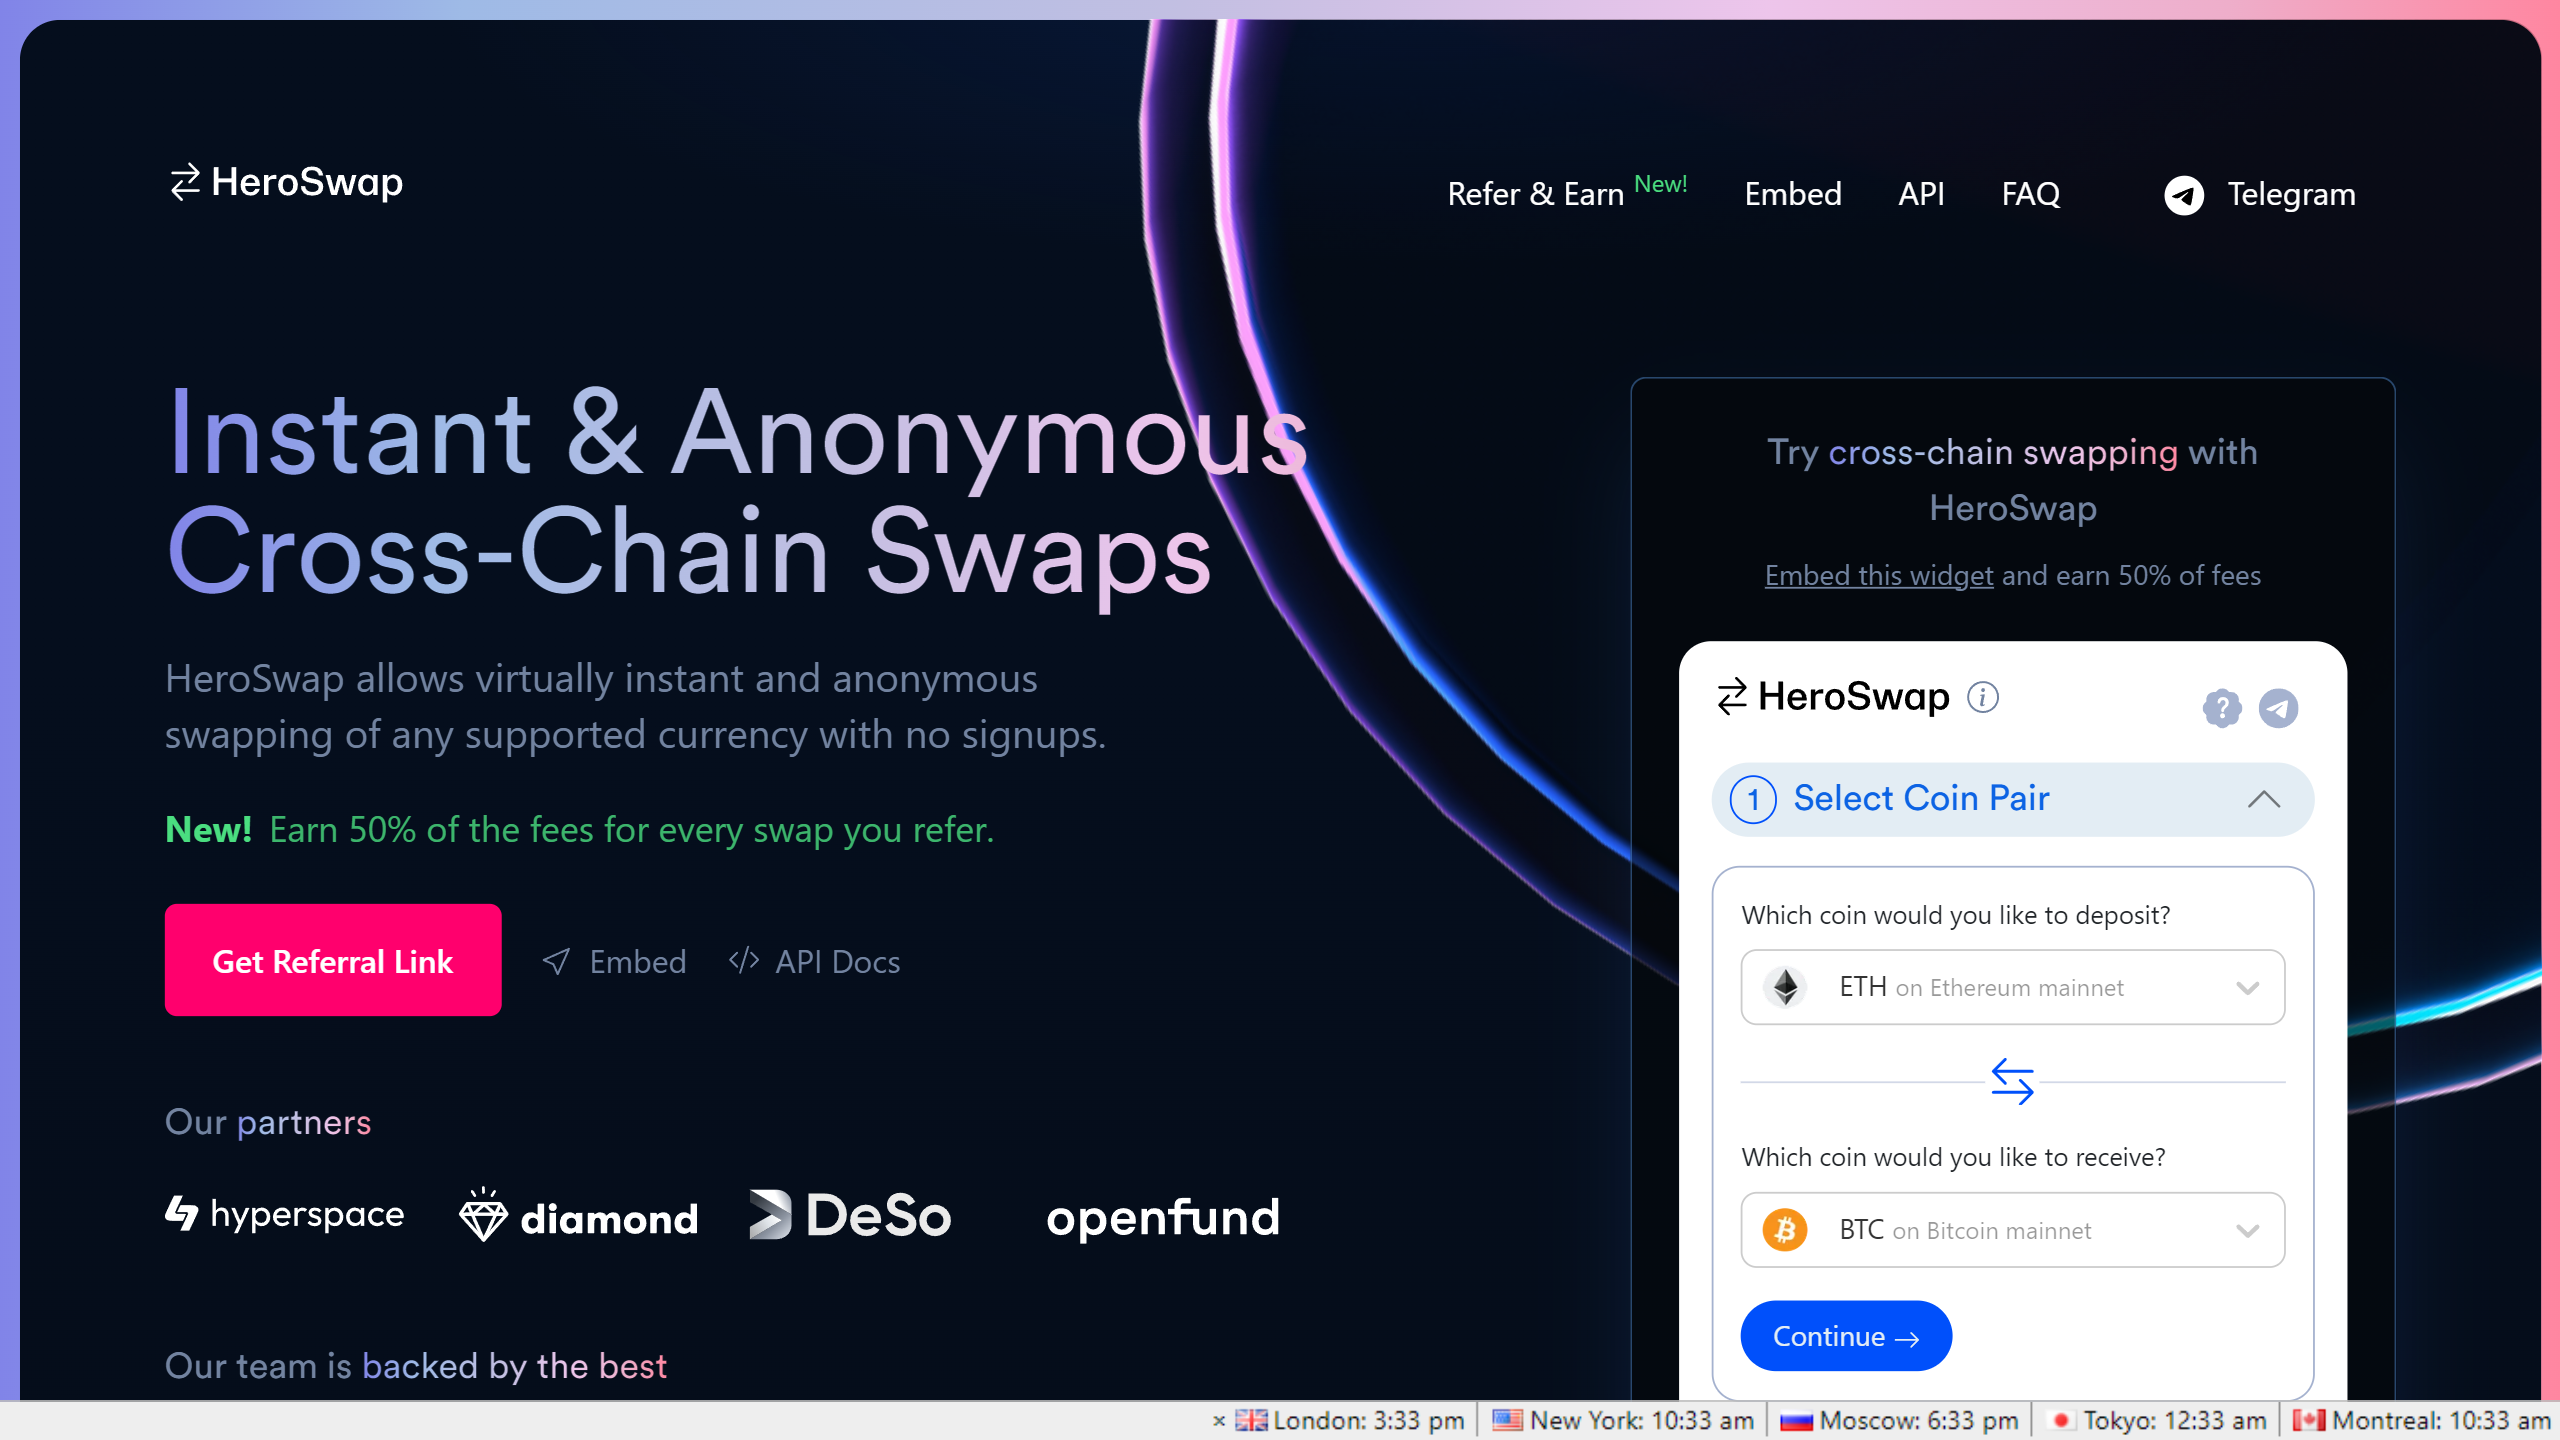 HeroSwap
Refer & Earn New!
Embed
API
FAQ
Telegram
Instant & Anonymous
Cross-Chain Swaps
HeroSwap allows virtually instant and anonymous
swapping of any supported currency with no signups.
New! Earn 50% of the fees for every swap you refer.
Get Referral Link
Embed
API Docs
Our partners
hyperspace
diamond
DeSo
openfund
Our team is backed by the best
Try cross-chain swapping with
HeroSwap
Embed this widget and earn 50% of fees
HeroSwap
1 Select Coin Pair
Which coin would you like to deposit?
ETH on Ethereum mainnet
Which coin would you like to receive?
BTC on Bitcoin mainnet
Continue →
× London: 3:33 pm
New York: 10:33 am
Moscow: 6:33 pm
Tokyo: 12:33 am
Montreal: 10:33 am